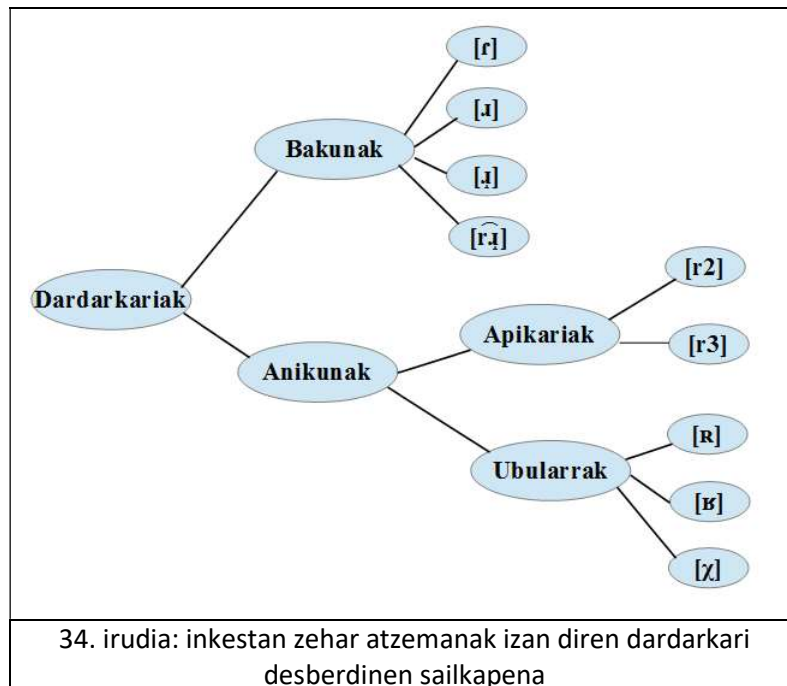 [ɾ]
[ɹ]
Bakunak
[ɹ̝]
[r͡ɹ̝]
[r2]
Dardarkariak
Apikariak
[r3]
Anikunak
[ʀ]
Ubularrak
[ʁ]
[χ]
34. irudia: inkestan zehar atzemanak izan diren dardarkari
desberdinen sailkapena